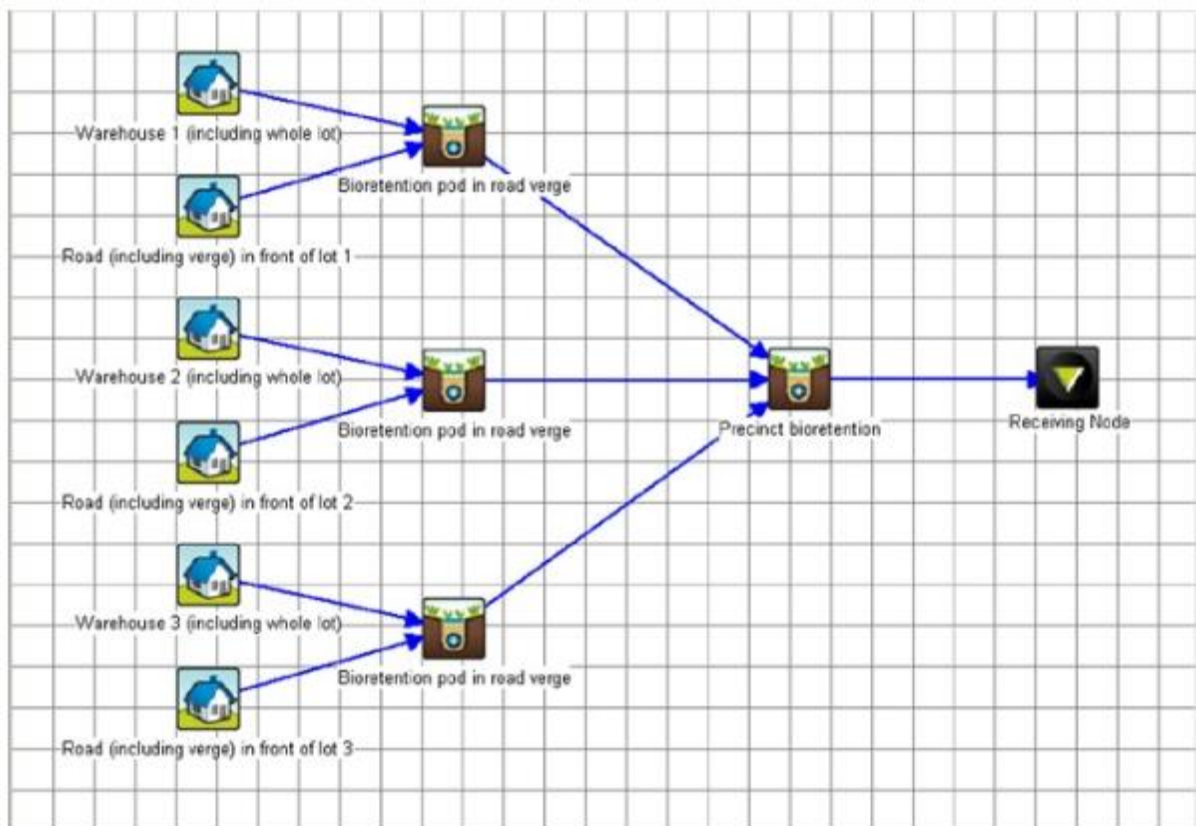 Warehouse 1 (including whole lot)
Bioretention pod in road verge
Road (including verge) in front of lot 1
Warehouse 2 (including whole lot)
Bioretention pod in road verge
Precinct bioretention
Receiving Node
Road (including verge) in front of lot 2
Warehouse 3 (including whole lot)
Bioretention pod in road verge
Road (including verge) in front of lot 3